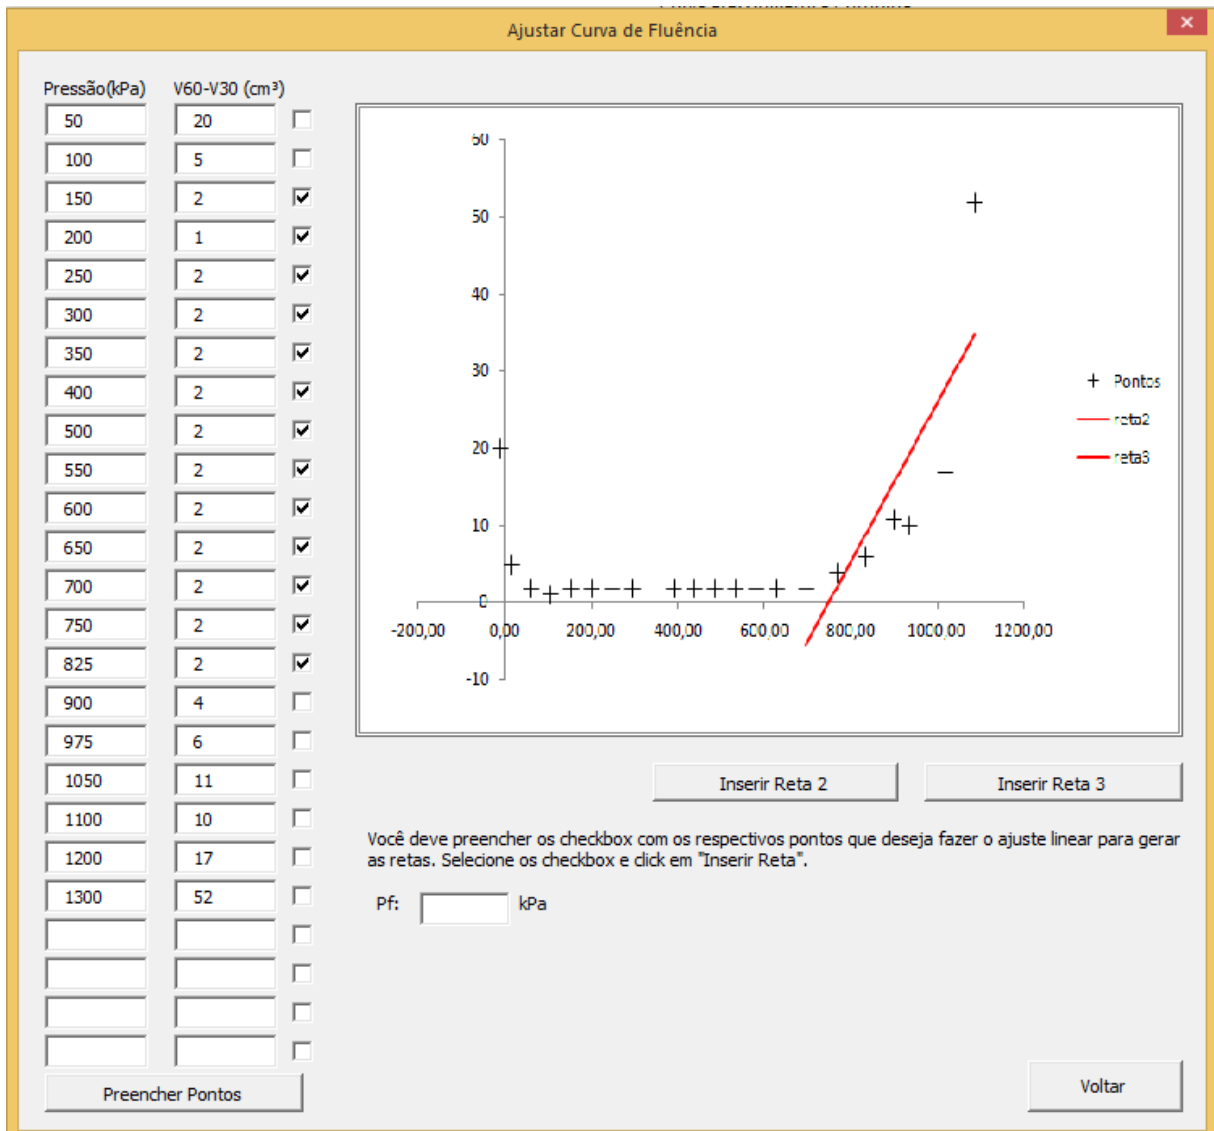 Ajustar Curva de Fluência
Pressão(kPa) V60-V30 (cm³)
50 20
100 5
150 2
200 1
250 2
300 2
350 2
400 2
500 2
550 2
600 2
650 2
700 2
750 2
825 2
900 4
975 6
1050 11
1100 10
1200 17
1300 52
Preencher Pontos
60
50
40
30
20
10
0
-10
-200,00 0,00 200,00 400,00 600,00 800,00 1000,00 1200,00
Pontos
reta2
reta3
Inserir Reta 2 Inserir Reta 3
Você deve preencher os checkbox com os respectivos pontos que deseja fazer o ajuste linear para gerar
as retas. Selecione os checkbox e click em "Inserir Reta".
Pf: kPa
Voltar